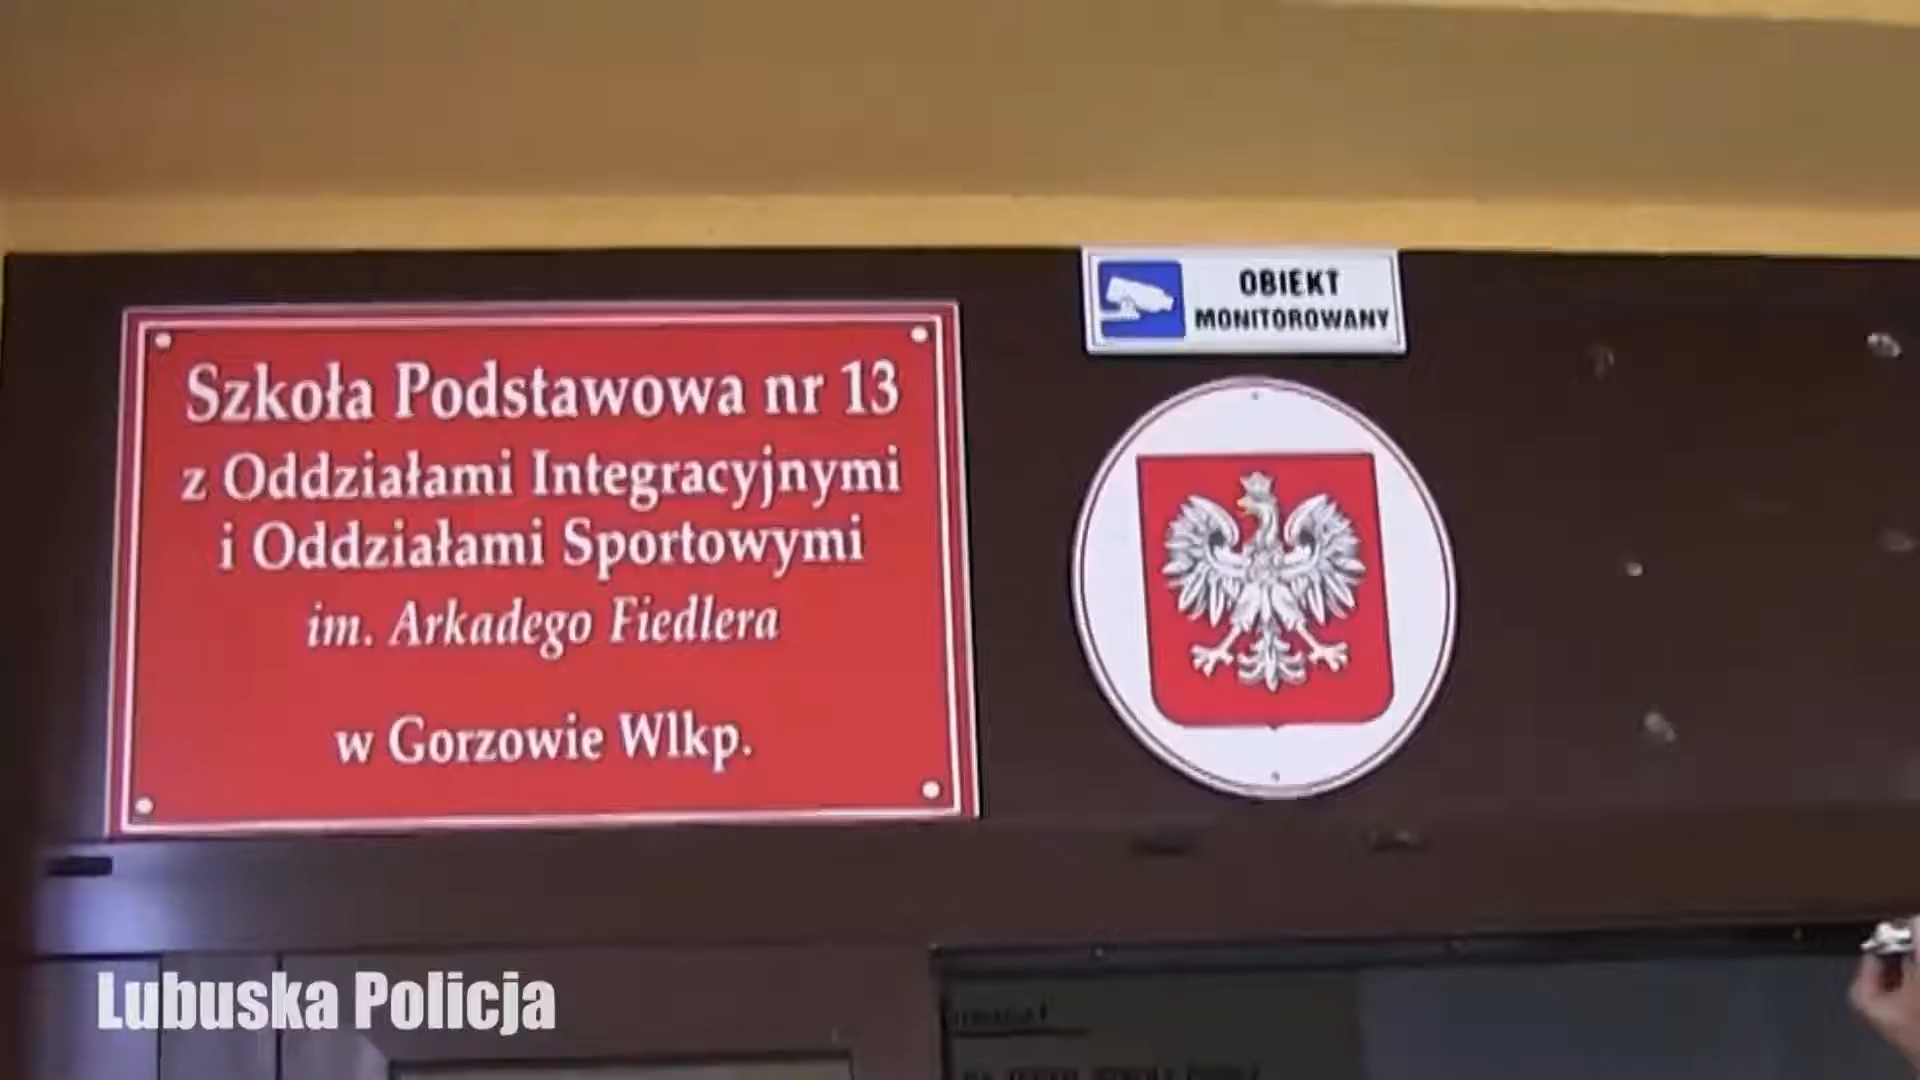 OBIEKT
MONITOROWANY
Szkoła Podstawowa nr 13
z Oddziałami Integracyjnymi
i Oddziałami Sportowymi
im. Arkadego Fiedlera
w Gorzowie Wlkp.
Lubuska Policja